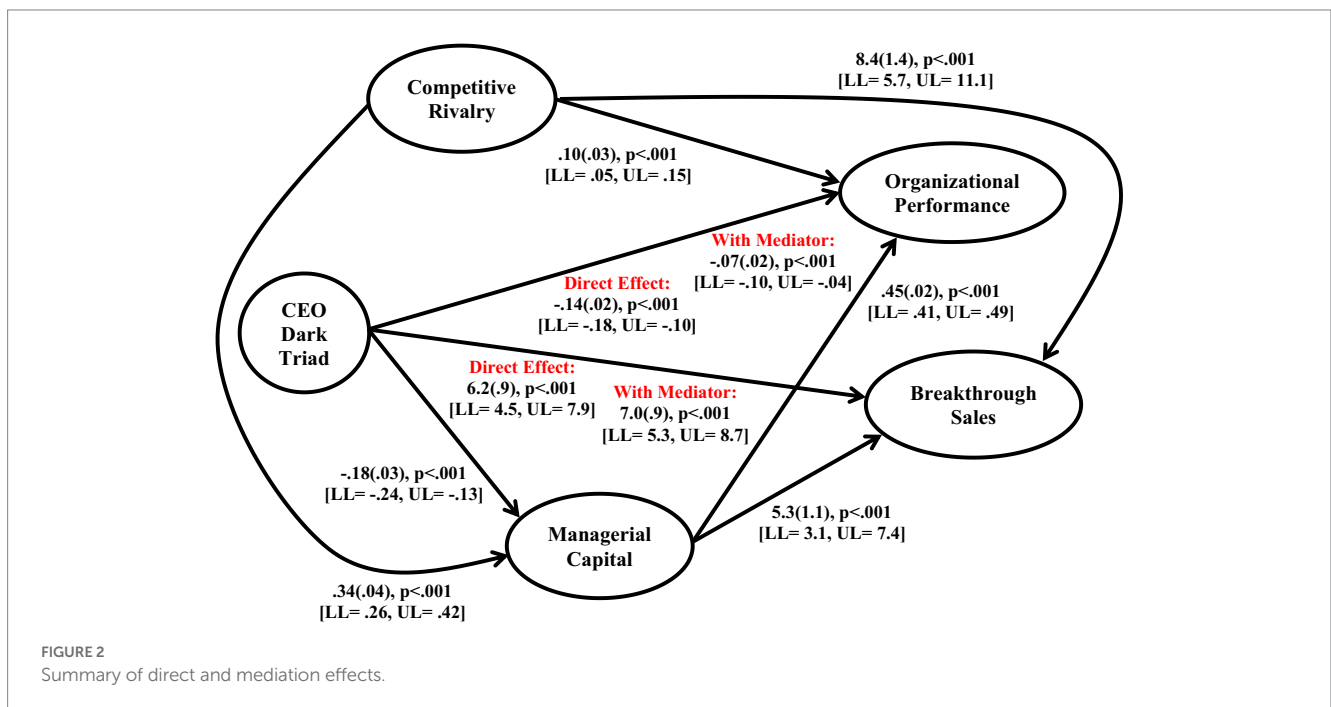 8.4(1.4), p<.001
[LL= 5.7, UL= 11.1]
Competitive
Rivalry
.10(.03), p<.001
[LL= .05, UL= .15]
Organizational
Performance
With Mediator:
-.07(.02), p<.001
[LL= -.10, UL= -.04]
Direct Effect:
-.14(.02), p<.001
[LL= -.18, UL= -.10]
.45(.02), p<.001
[LL= .41, UL= .49]
CEO
Dark
Triad
Direct Effect:
6.2(.9), p<.001
[LL= 4.5, UL= 7.9]
With Mediator:
7.0(.9), p<.001
[LL= 5.3, UL= 8.7]
Breakthrough
Sales
-.18(.03), p<.001
[LL= -.24, UL= -.13]
Managerial
Capital
5.3(1.1), p<.001
[LL= 3.1, UL= 7.4]
.34(.04), p<.001
[LL= .26, UL= .42]
FIGURE 2
Summary of direct and mediation effects.